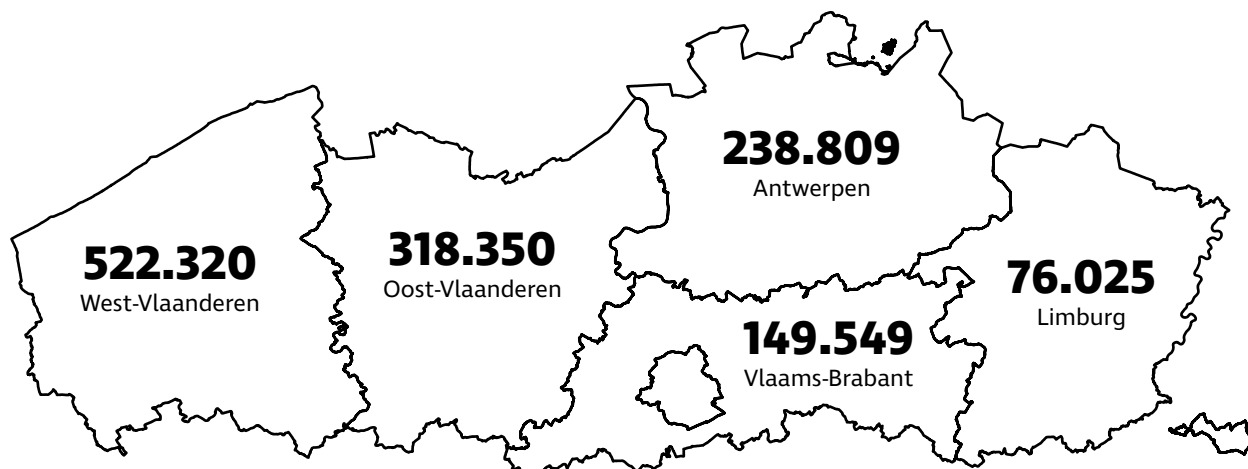 238.809
Antwerpen
522.320
West-Vlaanderen
318.350
Oost-Vlaanderen
76.025
Limburg
149.549
Vlaams-Brabant